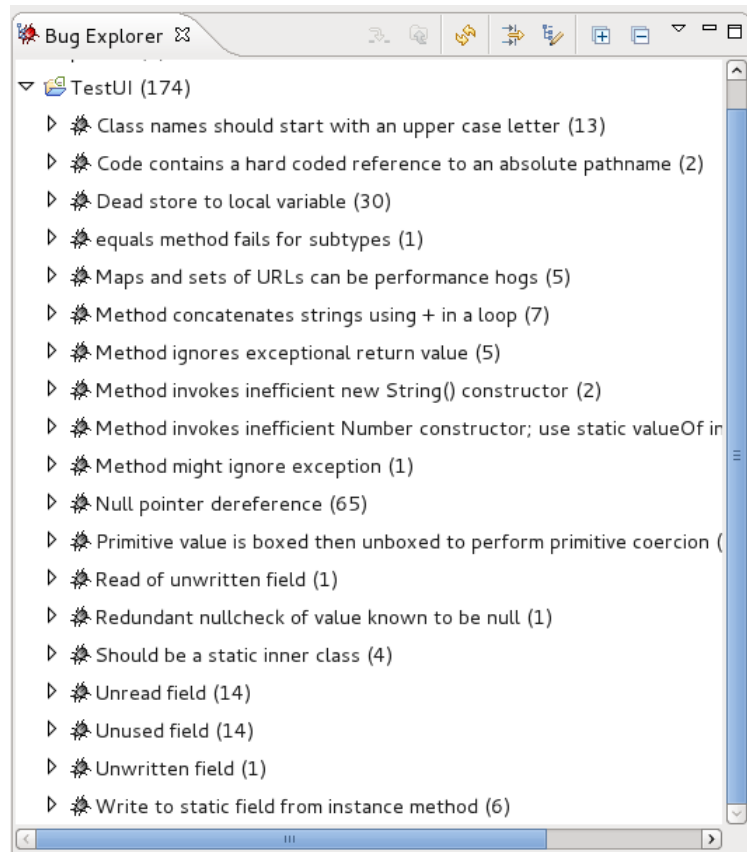 Bug Explorer
TestUI (174)
Class names should start with an upper case letter (13)
Code contains a hard coded reference to an absolute pathname (2)
Dead store to local variable (30)
equals method fails for subtypes (1)
Maps and sets of URLs can be performance hogs (5)
Method concatenates strings using + in a loop (7)
Method ignores exceptional return value (5)
Method invokes inefficient new String() constructor (2)
Method invokes inefficient Number constructor; use static valueOf in
Method might ignore exception (1)
Null pointer dereference (65)
Primitive value is boxed then unboxed to perform primitive coercion (
Read of unwritten field (1)
Redundant nullcheck of value known to be null (1)
Should be a static inner class (4)
Unread field (14)
Unused field (14)
Unwritten field (1)
Write to static field from instance method (6)